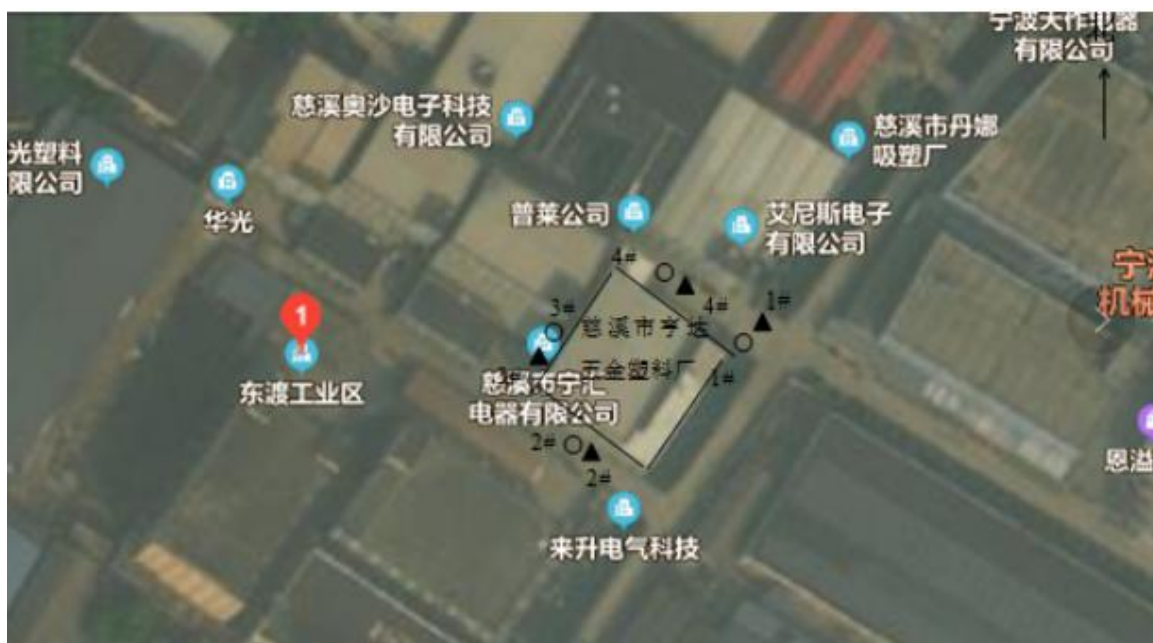 宁波天作电器
有限公司
北
慈溪奥沙电子科技
有限公司
慈溪市丹娜
吸塑厂
光塑料
限公司
华光
普莱公司
艾尼斯电子
有限公司
宁波
机械
4#
4#
1#
3#
1
慈溪市亨达
五金塑料厂
1#
东渡工业区
慈溪市宁汇
电器有限公司
2#
2#
恩溢
来升电气科技